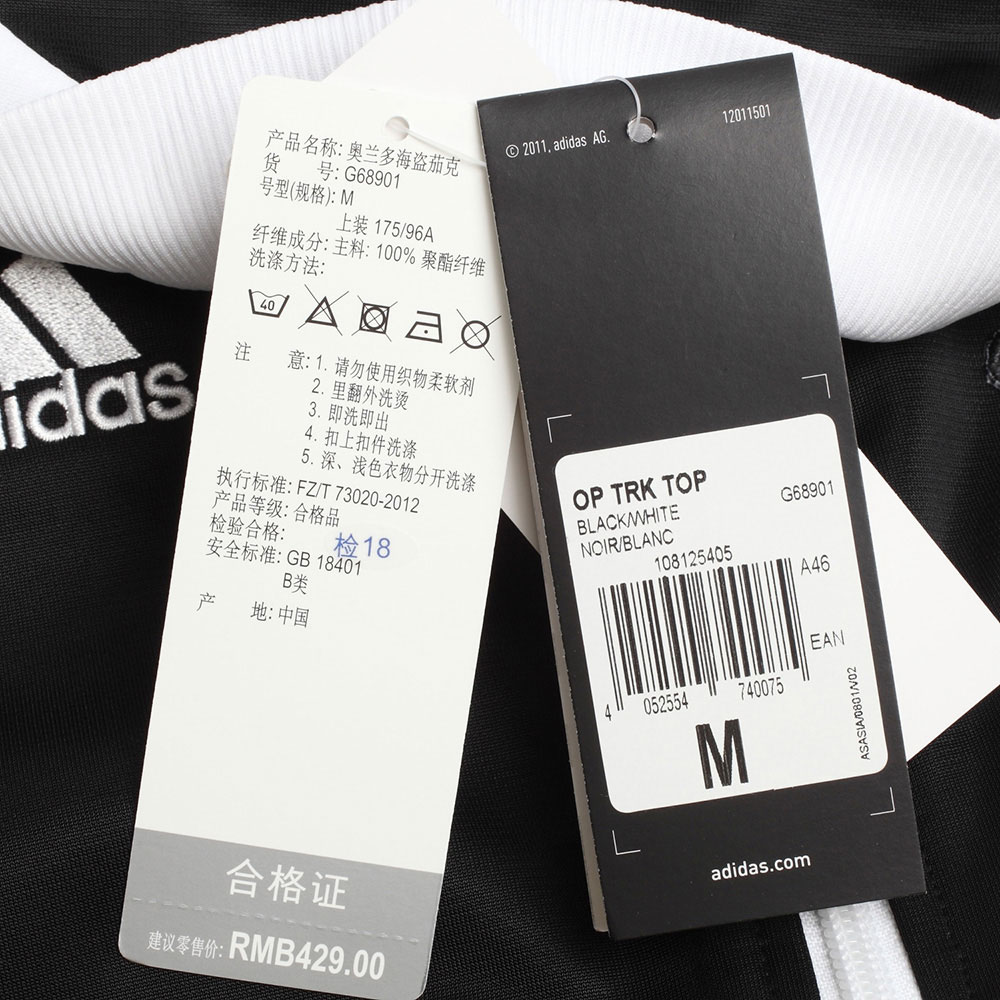 产品名称: 奥兰多海盗茄克
货 号: G68901
号型(规格): M
上装 175/96A
纤维成分: 主料: 100% 聚酯纤维
洗涤方法:
40
注 意: 1. 请勿使用织物柔软剂
2. 里翻外洗烫
3. 即洗即出
4. 扣上扣件洗涤
5. 深、浅色衣物分开洗涤
执行标准: FZ/T 73020-2012
产品等级: 合格品
检验合格: 检18
安全标准: GB 18401
B类
产 地: 中国
合格证
建议零售价: RMB429.00
© 2011, adidas AG.
12011501
OP TRK TOP
G68901
BLACK/WHITE
NOIR/BLANC
108125405
A46
EAN
4 052554 740075
M
ASASIA/0801/V02
adidas.com
didas